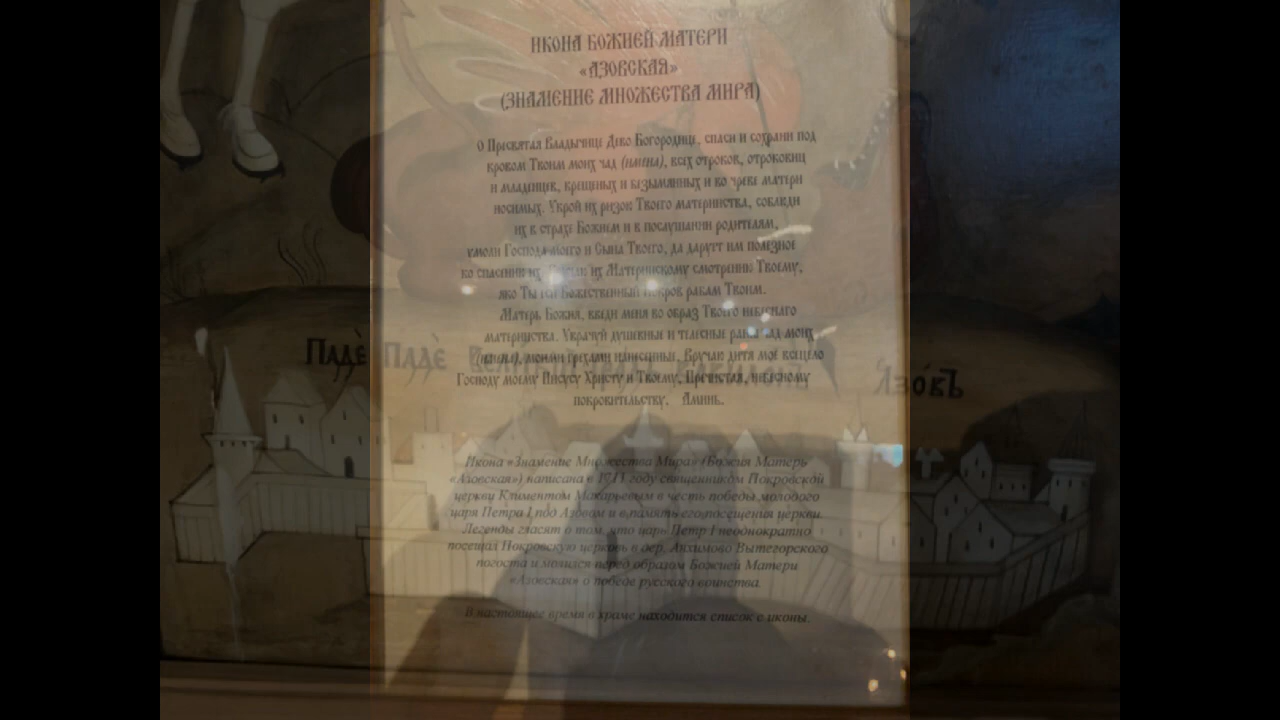 ИКОНА БОЖИЕЙ МАТЕРИ
«АЗОВСКАЯ»
(ЗНАМЕНИЕ МНОЖЕСТВА МИРА)
О Пресвятая Владычице Дево Богородице, спаси и сохрани под
кровом Твоим моих чад (имена), всех отроков, отроковиц
и младенцев, крещеных и безымянных и во чреве матери
носимых. Укрой их ризою Твоего материнства, соблюди
их в страхе Божием и в послушании родителям,
умоли Господа моего и Сына Твоего, да дарует им полезное
ко спасению их. их Материнскому смотрению Твоему,
яко Ты еси Божественный Покров рабам Твоим.
Матерь Божия, введи меня во образ Твоего небеснаго
материнства. Уврачуй душевные и телесные раны чад моих
(имена), моими грехами нанесенные. Вручаю дитя мое всецело
Господу моему Иисусу Христу и Твоему, Пречистая, небесному
покровительству. Аминь.
Падѐ Падѐ
Язо́въ
Икона «Знамение Множества Мира» (Божия Матерь
«Азовская») написана в 1711 году священником Покровской
церкви Климентом Макарьевым в честь победы молодого
царя Петра I под Азовом и в память его посещения церкви.
Легенды гласят о том, что царь Петр I неоднократно
посещал Покровскую церковь в дер. Анхимово Вытегорского
погоста и молился перед образом Божией Матери
«Азовская» о победе русского воинства.
В настоящее время в храме находится список с иконы.